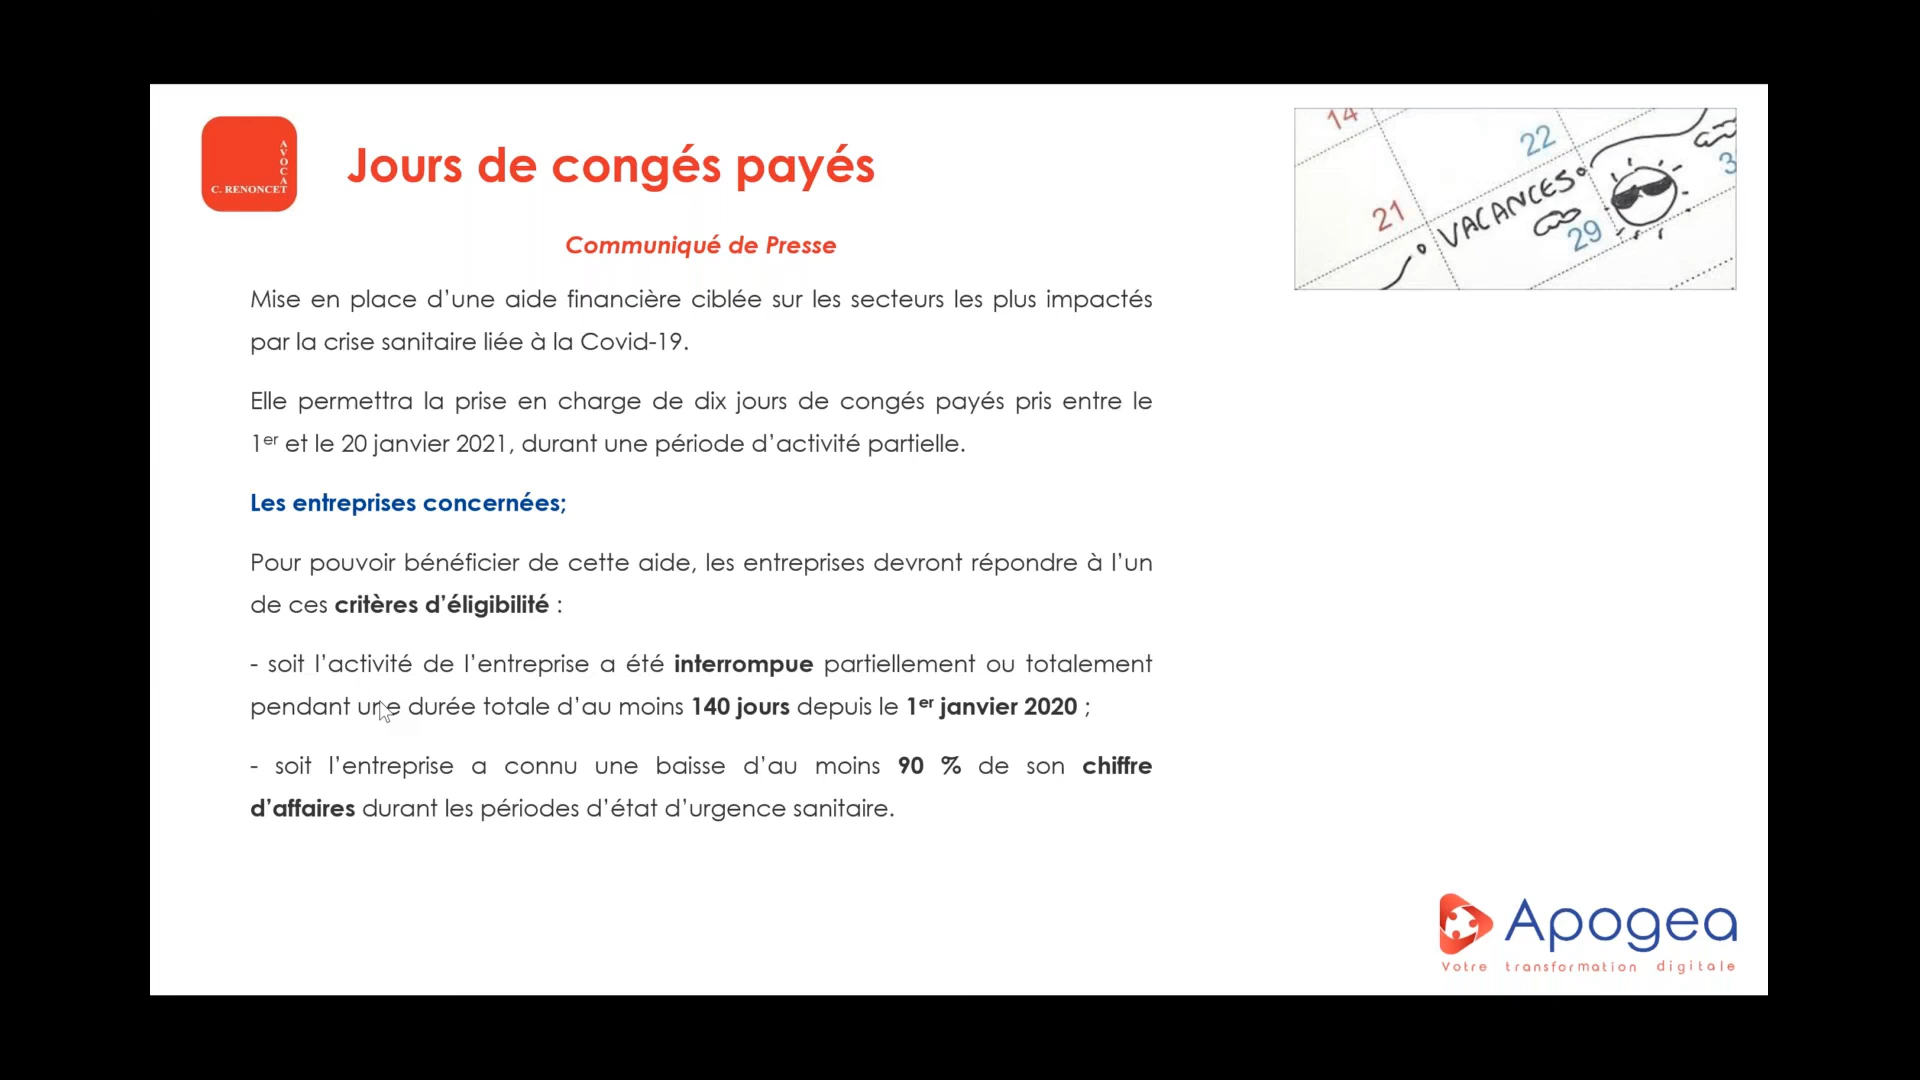 AVOCAT
C. RENONCET
Jours de congés payés
Communiqué de Presse
Mise en place d’une aide financière ciblée sur les secteurs les plus impactés
par la crise sanitaire liée à la Covid-19.
Elle permettra la prise en charge de dix jours de congés payés pris entre le
1er et le 20 janvier 2021, durant une période d’activité partielle.
Les entreprises concernées;
Pour pouvoir bénéficier de cette aide, les entreprises devront répondre à l’un
de ces critères d’éligibilité :
- soit l’activité de l’entreprise a été interrompue partiellement ou totalement
pendant une durée totale d’au moins 140 jours depuis le 1er janvier 2020 ;
- soit l’entreprise a connu une baisse d’au moins 90 % de son chiffre
d’affaires durant les périodes d’état d’urgence sanitaire.
14
22
21
VACANCES
29
3
Apogea
Votre transformation digitale